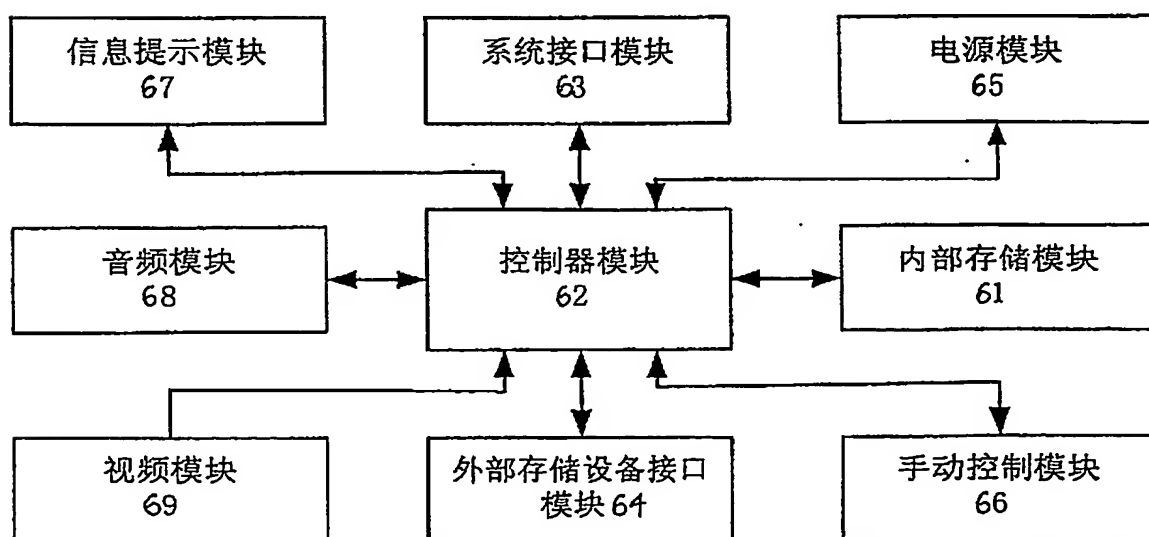 信息提示模块
67
系统接口模块
63
电源模块
65
音频模块
68
控制器模块
62
内部存储模块
61
视频模块
69
外部存储设备接口
模块64
手动控制模块
66